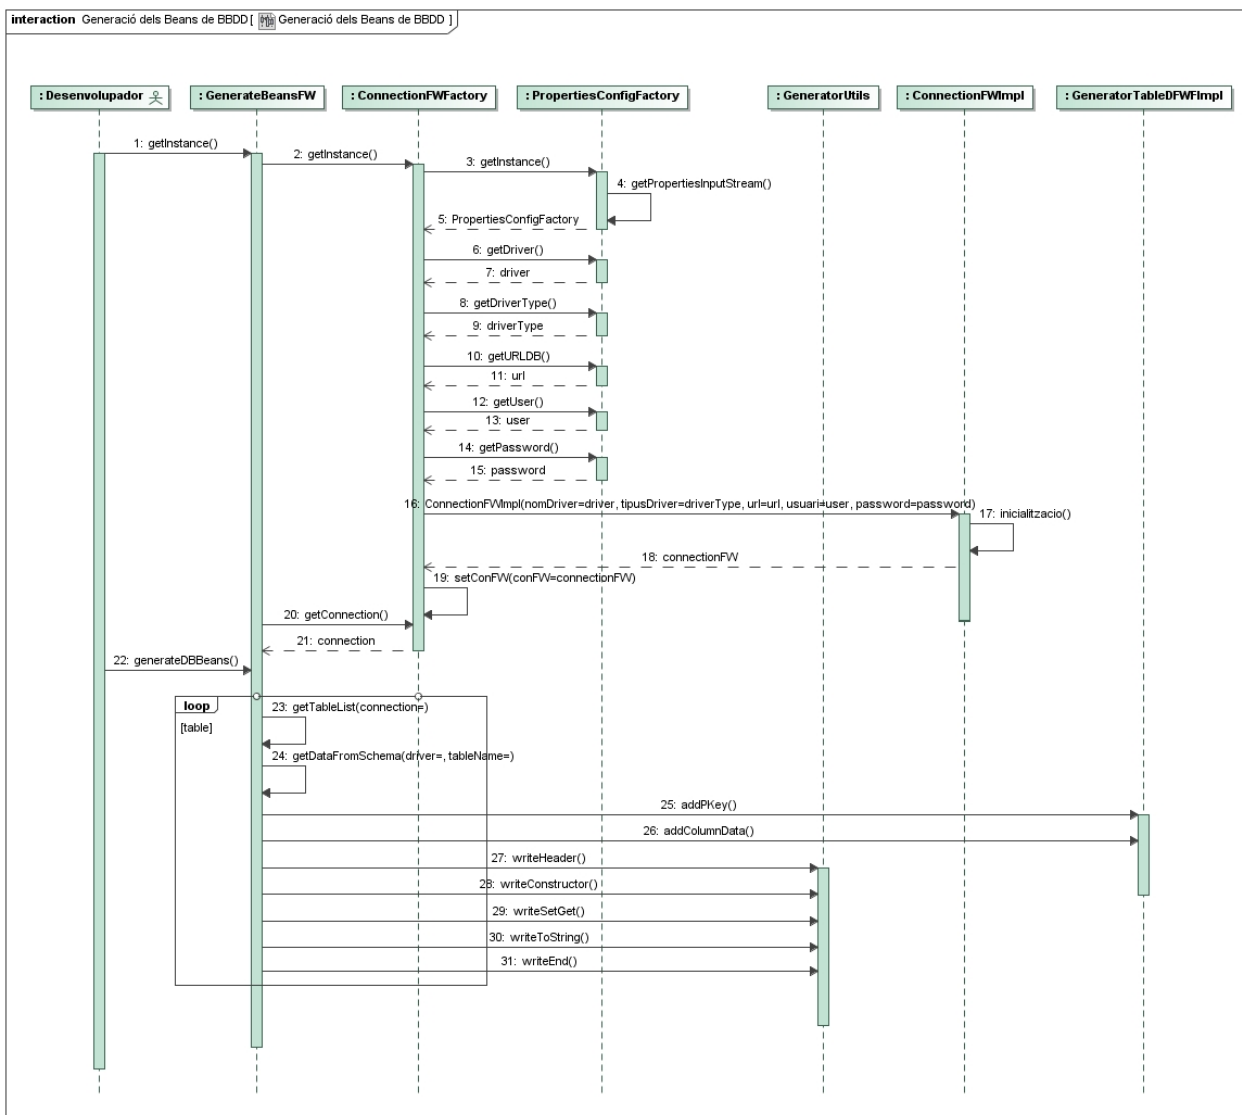 interaction Generació dels Beans de BBDD[ Generació dels Beans de BBDD ]
: Desenvolupador : GenerateBeansFW : ConnectionFWFactory : PropertiesConfigFactory : GeneratorUtils : ConnectionFWImpl : GeneratorTableDFWFImpl
1: getInstance()
2: getInstance()
3: getInstance()
4: getPropertiesInputStream()
5: PropertiesConfigFactory
6: getDriver()
7: driver
8: getDriverType()
9: driverType
10: getURLDB()
11: url
12: getUser()
13: user
14: getPassword()
15: password
16: ConnectionFWImpl(nomDriver=driver, tipusDriver=driverType, url=url, usuari=user, password=password)
17: inicialitzacio()
18: connectionFW
19: setConFW(conFW=connectionFW)
20: getConnection()
21: connection
22: generateDBBeans()
loop
23: getTableList(connection=)
[table]
24: getDataFromSchema(driver=, tableName=)
25: addPKey()
26: addColumnData()
27: writeHeader()
28: writeConstructor()
29: writeSetGet()
30: writeToString()
31: writeEnd()